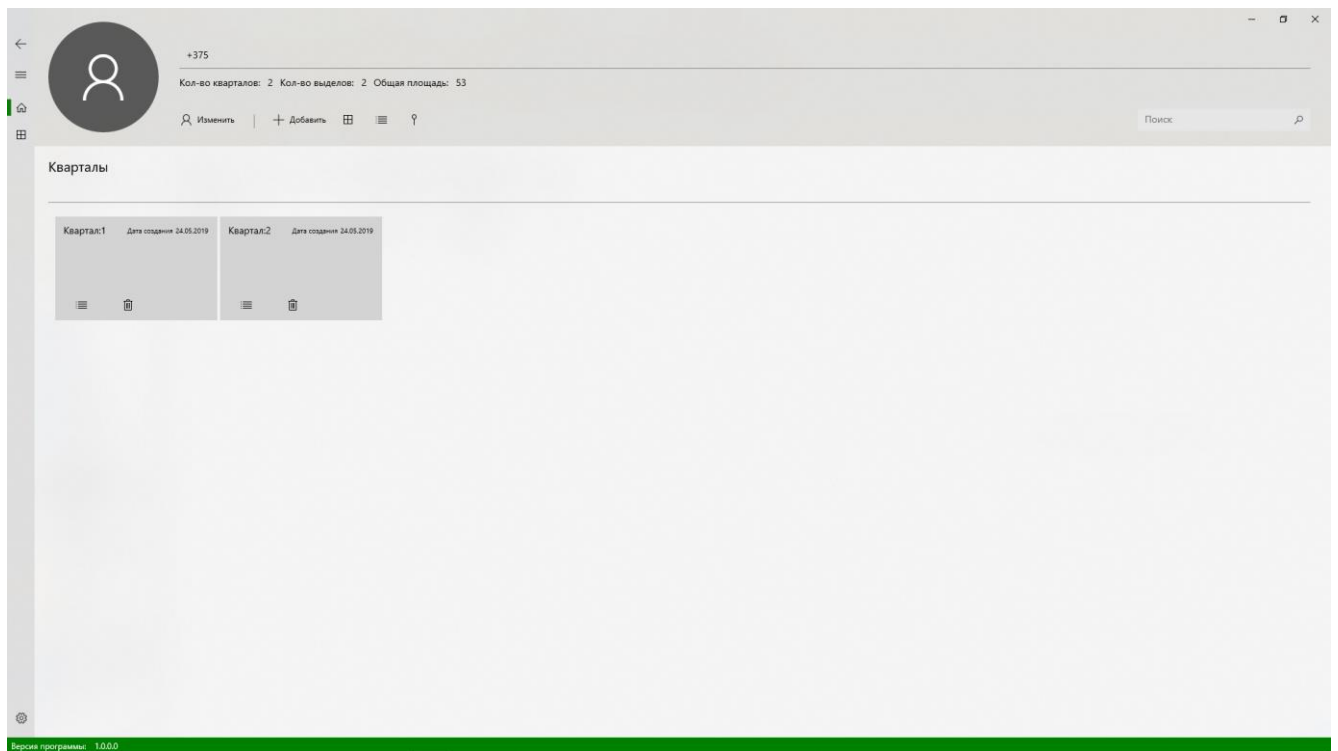 +375
Кол-во кварталов: 2 Кол-во выделов: 2 Общая площадь: 53
Изменить | Добавить
Поиск
Кварталы
Квартал:1 Дата создания 24.05.2019
Квартал:2 Дата создания 24.05.2019
Версия программы: 1.0.0.0